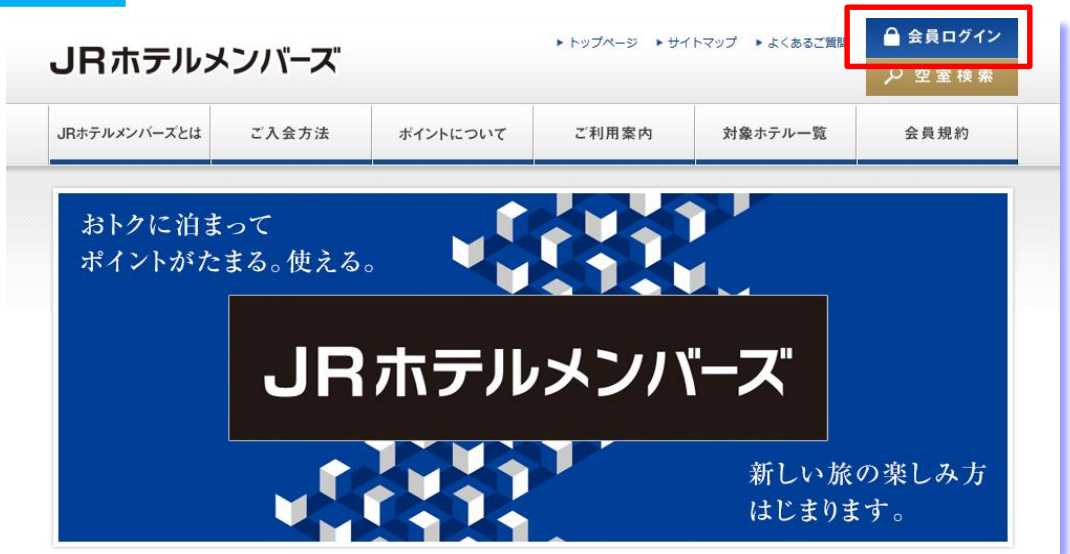 JRホテルメンバーズ
トップページ サイトマップ よくあるご質問
会員ログイン
空室検索
JRホテルメンバーズとは ご入会方法 ポイントについて ご利用案内 対象ホテル一覧 会員規約
おトクに泊まって
ポイントがたまる。使える。
JRホテルメンバーズ
新しい旅の楽しみ方
はじまります。